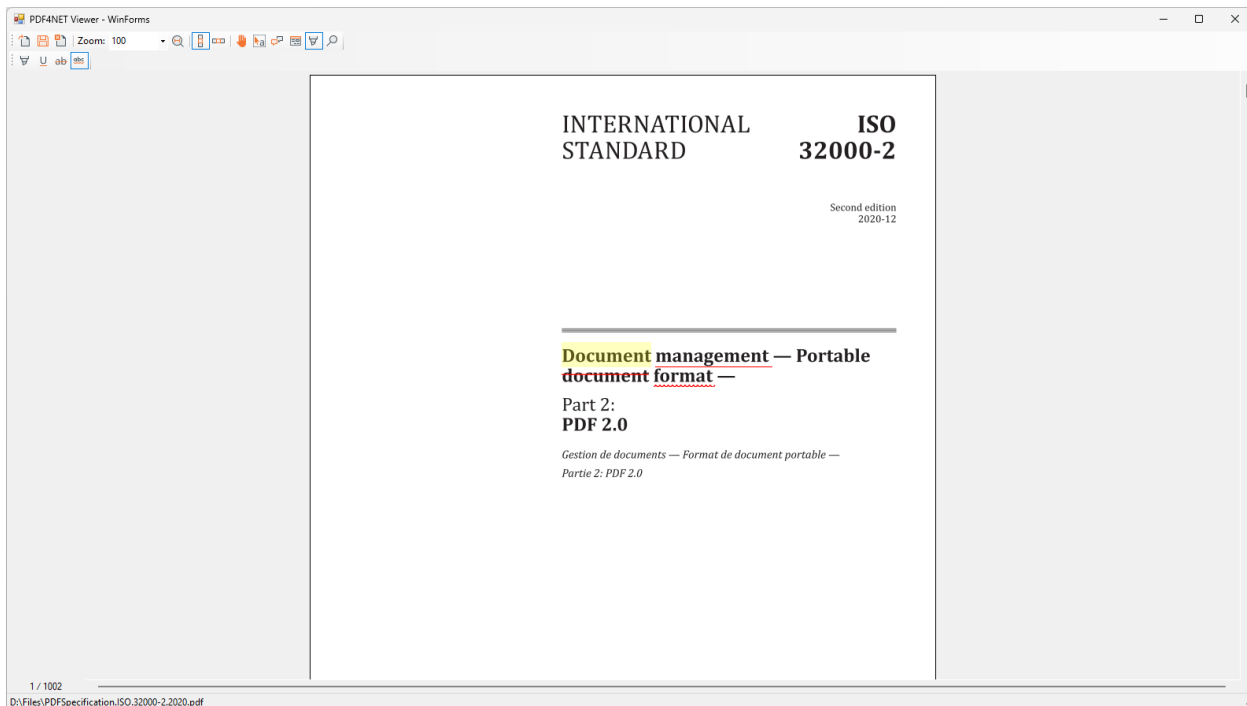 PDF4NET Viewer - WinForms
Zoom: 100
U ab abc
INTERNATIONAL STANDARD
ISO 32000-2
Second edition
2020-12
Document management — Portable
document format —
Part 2:
PDF 2.0
Gestion de documents — Format de document portable —
Partie 2: PDF 2.0
1 / 1002
D:\Files\PDFSpecification.ISO.32000-2.2020.pdf